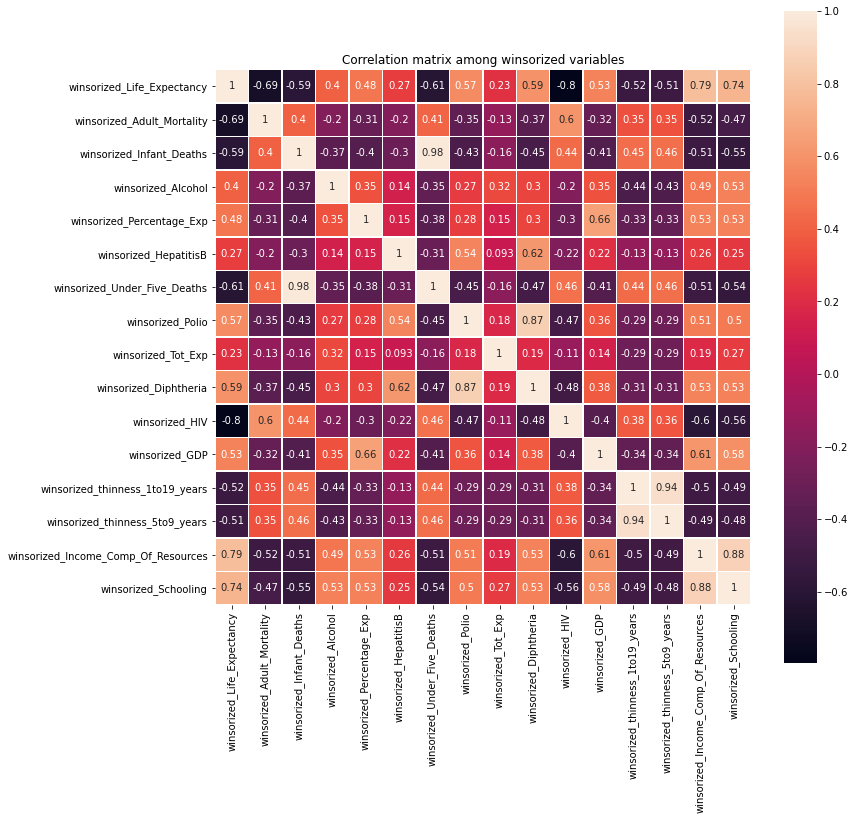 Correlation matrix among winsorized variables
winsorized_Life_Expectancy 1 -0.69 -0.59 0.4 0.48 0.27 -0.61 0.57 0.23 0.59 -0.8 0.53 -0.52 -0.51 0.79 0.74
winsorized_Adult_Mortality -0.69 1 0.4 -0.2 -0.31 -0.2 0.41 -0.35 -0.13 -0.37 0.6 -0.32 0.35 0.35 -0.52 -0.47
winsorized_Infant_Deaths -0.59 0.4 1 -0.37 -0.4 -0.3 0.98 -0.43 -0.16 -0.45 0.44 -0.41 0.45 0.46 -0.51 -0.55
winsorized_Alcohol 0.4 -0.2 -0.37 1 0.35 0.14 -0.35 0.27 0.32 0.3 -0.2 0.35 -0.44 -0.43 0.49 0.53
winsorized_Percentage_Exp 0.48 -0.31 -0.4 0.35 1 0.15 -0.38 0.28 0.15 0.3 -0.3 0.66 -0.33 -0.33 0.53 0.53
winsorized_HepatitisB 0.27 -0.2 -0.3 0.14 0.15 1 -0.31 0.54 0.093 0.62 -0.22 0.22 -0.13 -0.13 0.26 0.25
winsorized_Under_Five_Deaths -0.61 0.41 0.98 -0.35 -0.38 -0.31 1 -0.45 -0.16 -0.47 0.46 -0.41 0.44 0.46 -0.51 -0.54
winsorized_Polio 0.57 -0.35 -0.43 0.27 0.28 0.54 -0.45 1 0.18 0.87 -0.47 0.36 -0.29 -0.29 0.51 0.5
winsorized_Tot_Exp 0.23 -0.13 -0.16 0.32 0.15 0.093 -0.16 0.18 1 0.19 -0.11 0.14 -0.29 -0.29 0.19 0.27
winsorized_Diphtheria 0.59 -0.37 -0.45 0.3 0.3 0.62 -0.47 0.87 0.19 1 -0.48 0.38 -0.31 -0.31 0.53 0.53
winsorized_HIV -0.8 0.6 0.44 -0.2 -0.3 -0.22 0.46 -0.47 -0.11 -0.48 1 -0.4 0.38 0.36 -0.6 -0.56
winsorized_GDP 0.53 -0.32 -0.41 0.35 0.66 0.22 -0.41 0.36 0.14 0.38 -0.4 1 -0.34 -0.34 0.61 0.58
winsorized_thinness_1to19_years -0.52 0.35 0.45 -0.44 -0.33 -0.13 0.44 -0.29 -0.29 -0.31 0.38 -0.34 1 0.94 -0.5 -0.49
winsorized_thinness_5to9_years -0.51 0.35 0.46 -0.43 -0.33 -0.13 0.46 -0.29 -0.29 -0.31 0.36 -0.34 0.94 1 -0.49 -0.48
winsorized_Income_Comp_Of_Resources 0.79 -0.52 -0.51 0.49 0.53 0.26 -0.51 0.51 0.19 0.53 -0.6 0.61 -0.5 -0.49 1 0.88
winsorized_Schooling 0.74 -0.47 -0.55 0.53 0.53 0.25 -0.54 0.5 0.27 0.53 -0.56 0.58 -0.49 -0.48 0.88 1
winsorized_Life_Expectancy
winsorized_Adult_Mortality
winsorized_Infant_Deaths
winsorized_Alcohol
winsorized_Percentage_Exp
winsorized_HepatitisB
winsorized_Under_Five_Deaths
winsorized_Polio
winsorized_Tot_Exp
winsorized_Diphtheria
winsorized_HIV
winsorized_GDP
winsorized_thinness_1to19_years
winsorized_thinness_5to9_years
winsorized_Income_Comp_Of_Resources
winsorized_Schooling
1.0
0.8
0.6
0.4
0.2
0.0
−0.2
−0.4
−0.6